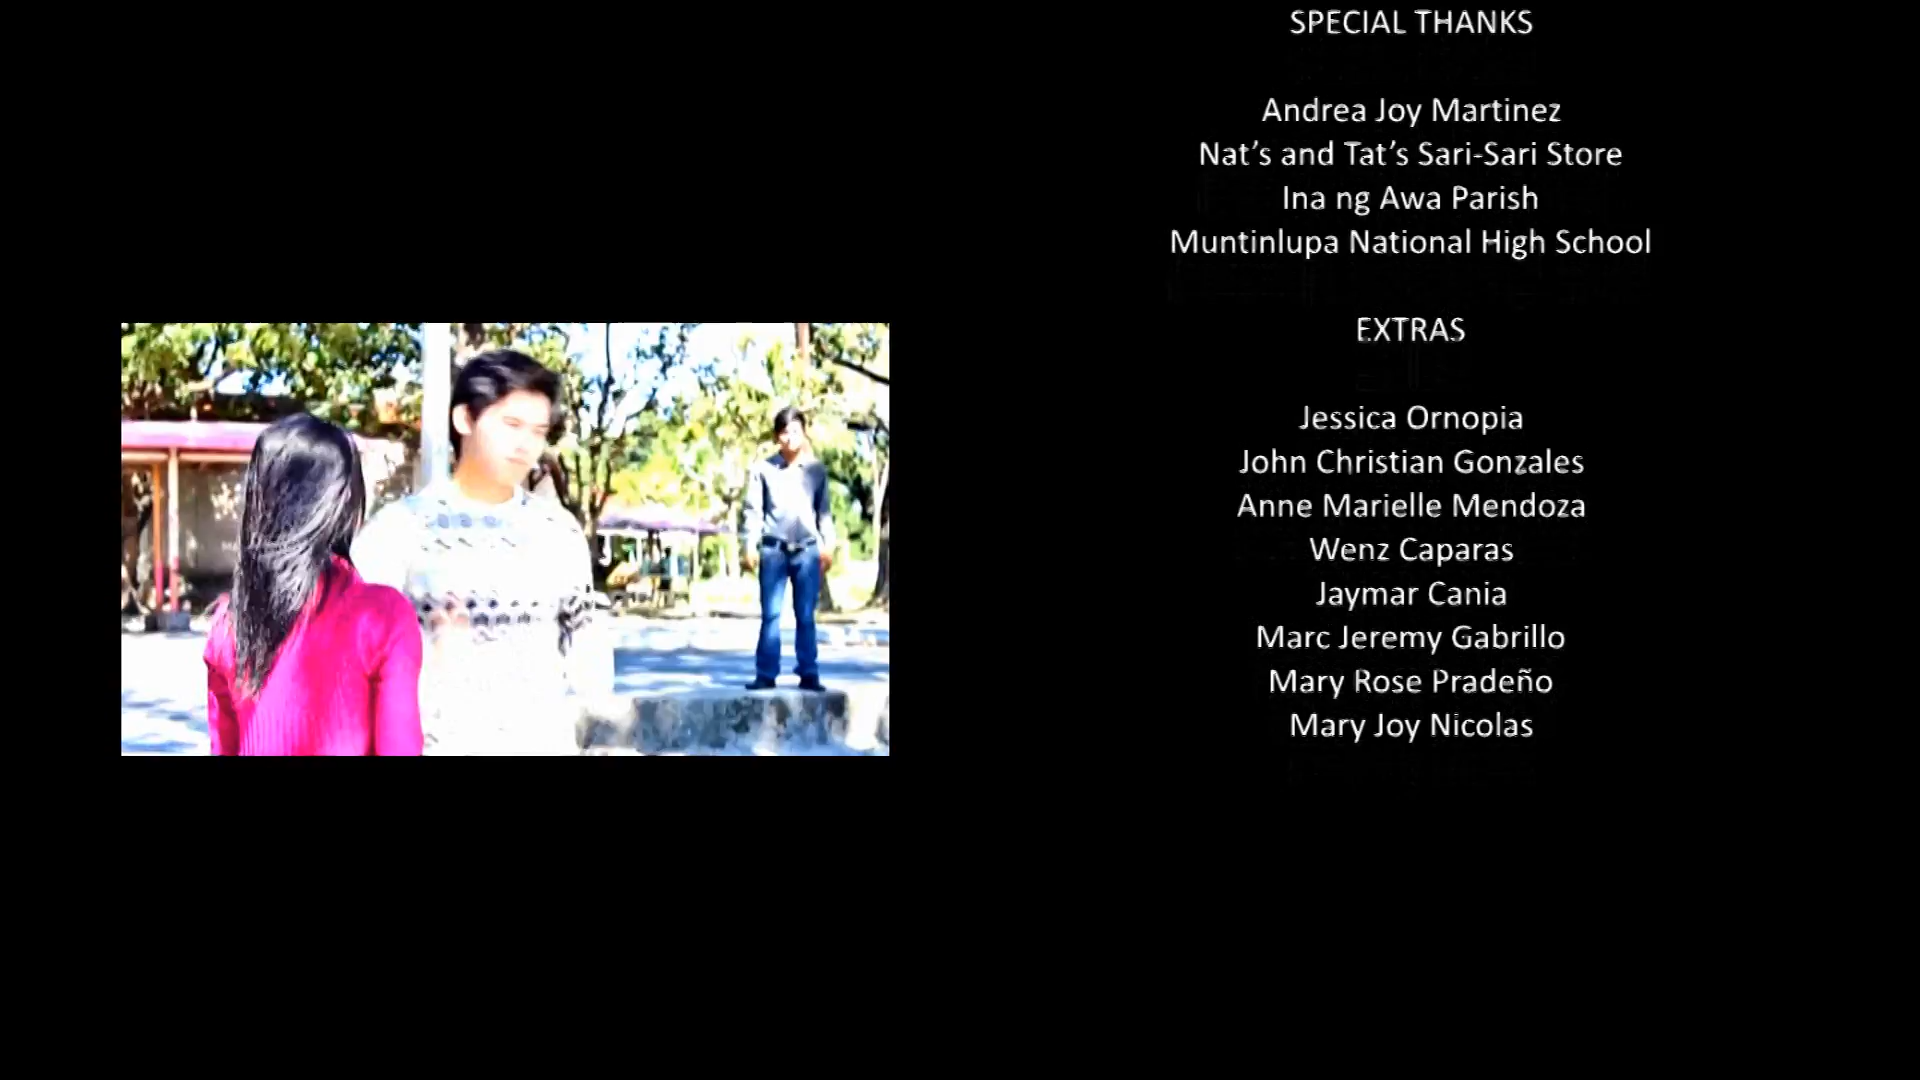 SPECIAL THANKS
Andrea Joy Martinez
Nat’s and Tat’s Sari-Sari Store
Ina ng Awa Parish
Muntinlupa National High School
EXTRAS
Jessica Ornopia
John Christian Gonzales
Anne Marielle Mendoza
Wenz Caparas
Jaymar Cania
Marc Jeremy Gabrillo
Mary Rose Pradeño
Mary Joy Nicolas